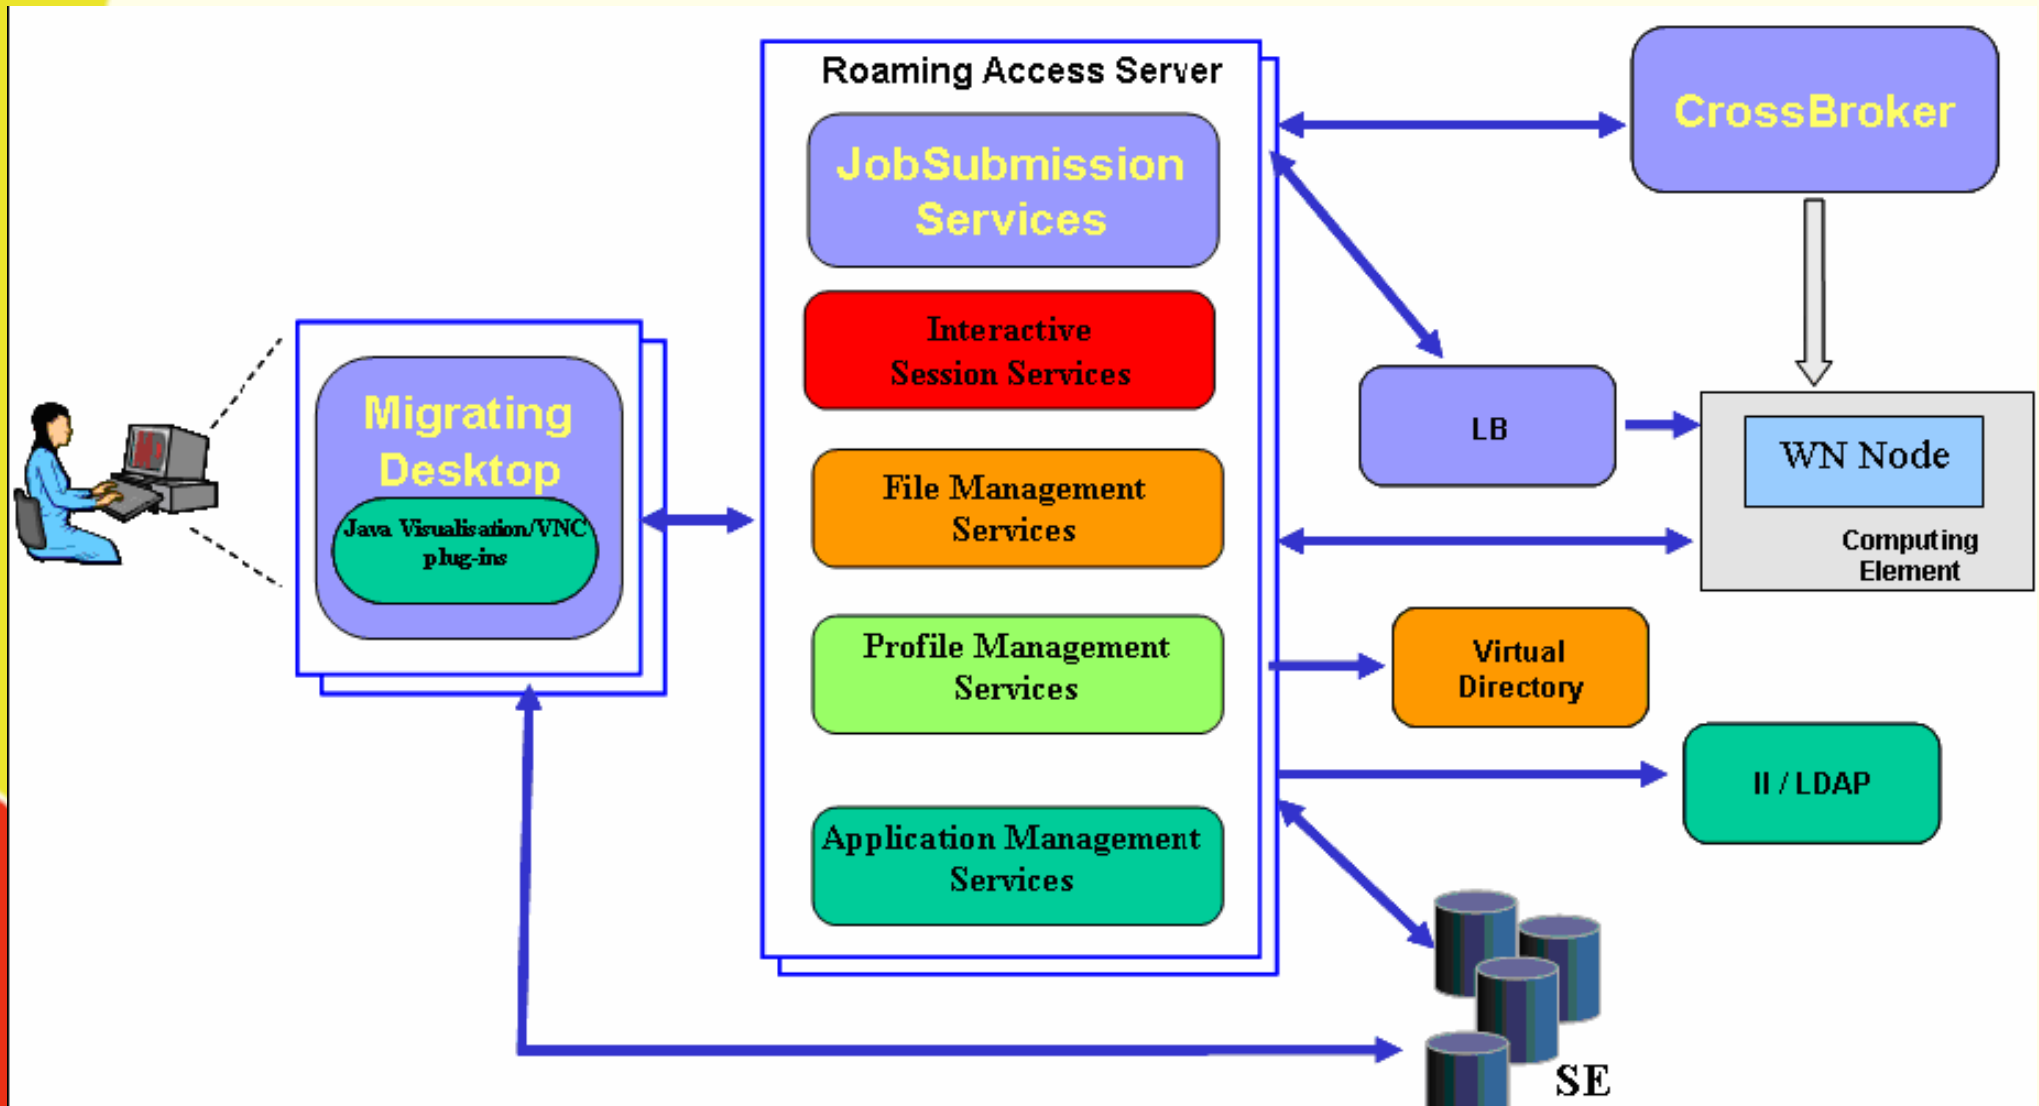 Roaming Access Server
JobSubmission
Services
Interactive
Session Services
File Management
Services
Profile Management
Services
Application Management
Services
Migrating
Desktop
Java Visualisation/VNC
plug-ins
CrossBroker
LB
WN Node
Computing
Element
Virtual
Directory
II / LDAP
SE